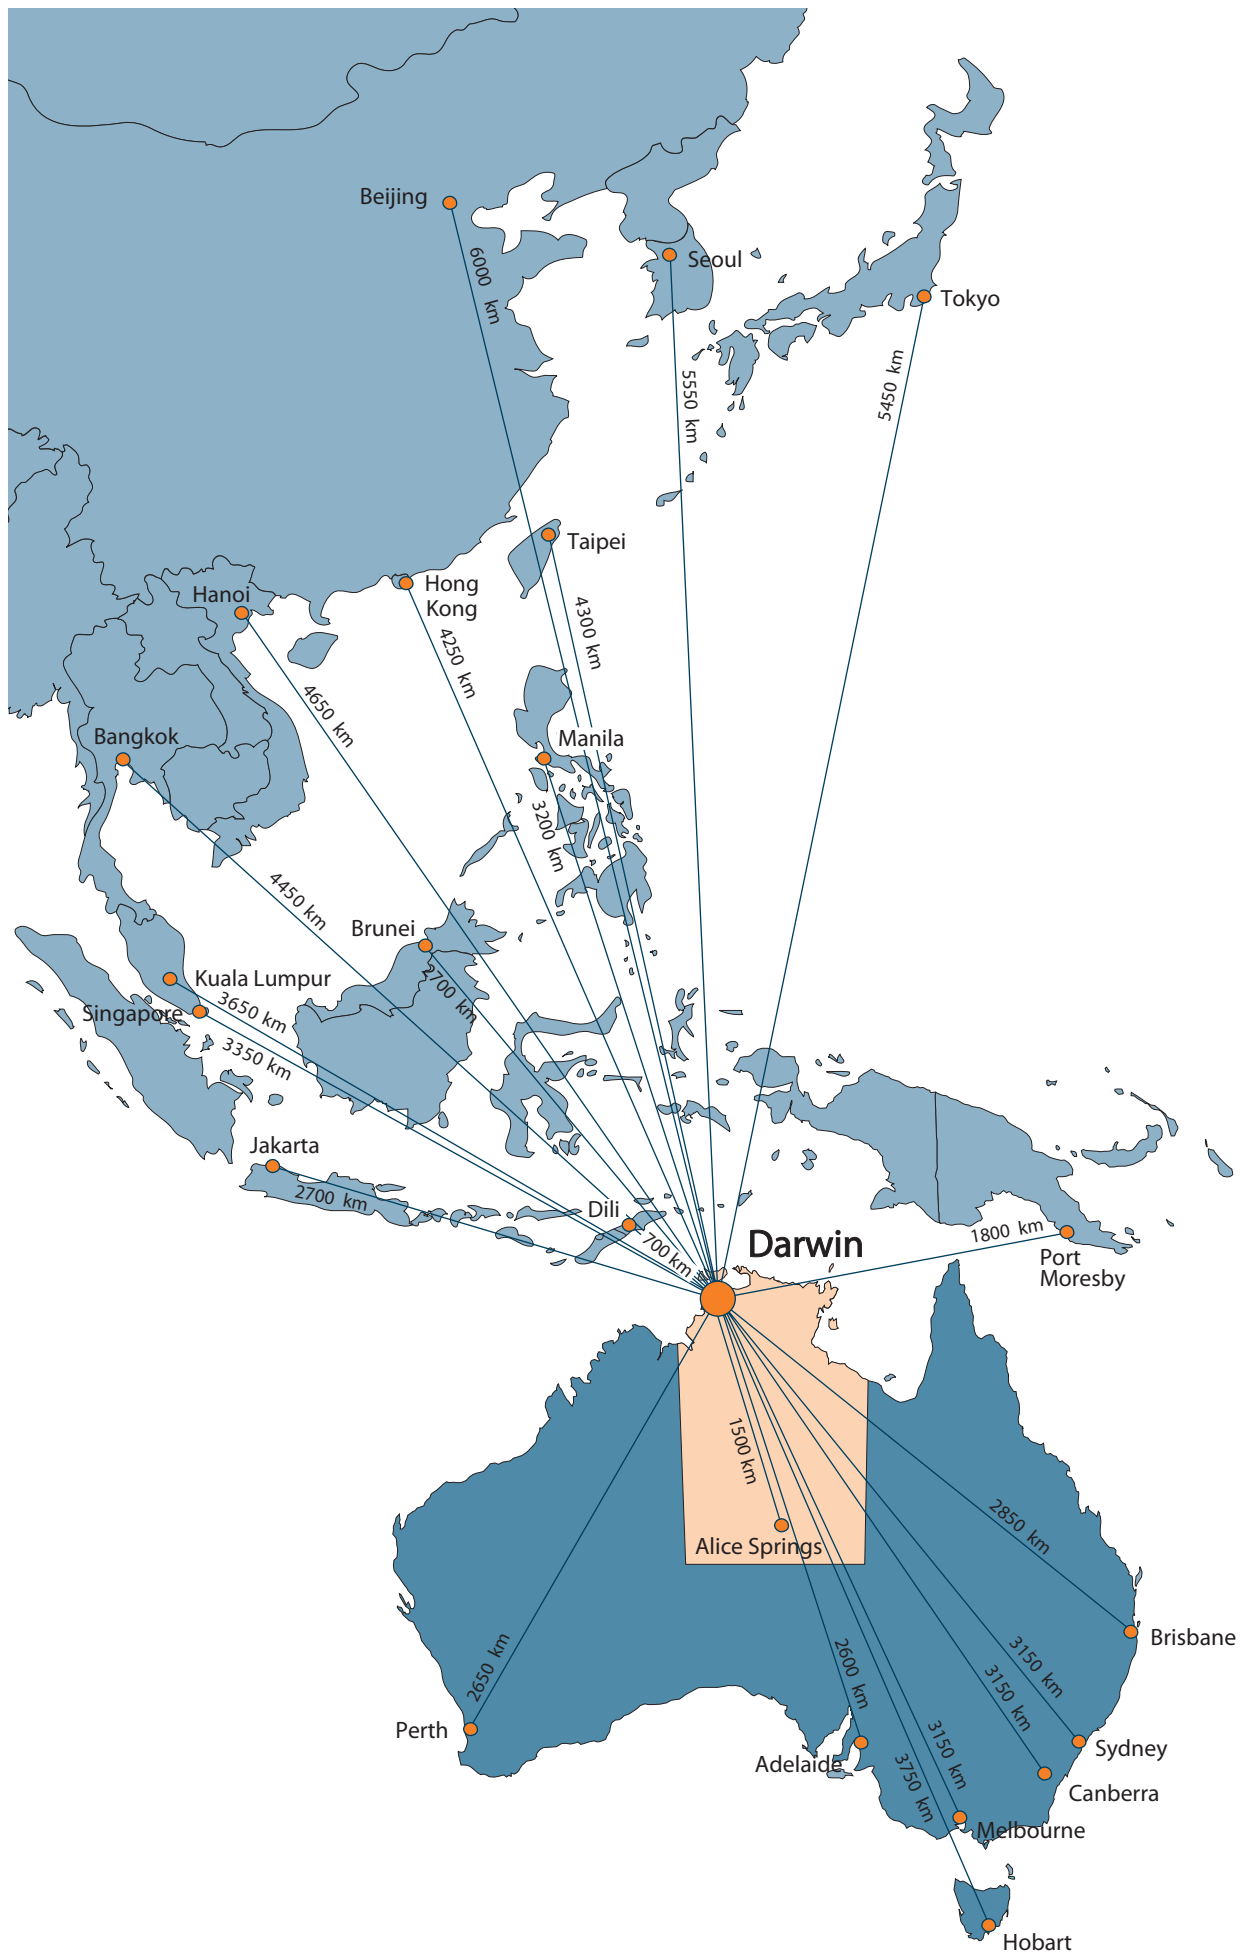 Beijing
6000 km
Seoul
Tokyo
5550 km
5450 km
Taipei
Hong
Kong
Hanoi
4300 km
4250 km
4650 km
Bangkok
Manila
3200 km
4450 km
Brunei
2700 km
Kuala Lumpur
Singapore
3650 km
3350 km
Jakarta
2700 km
Dili
700 km
Darwin
1800 km
Port
Moresby
1500 km
Alice Springs
2850 km
Brisbane
2650 km
2600 km
3150 km
3150 km
Perth
Adelaide
3150 km
3750 km
Sydney
Canberra
Melbourne
Hobart